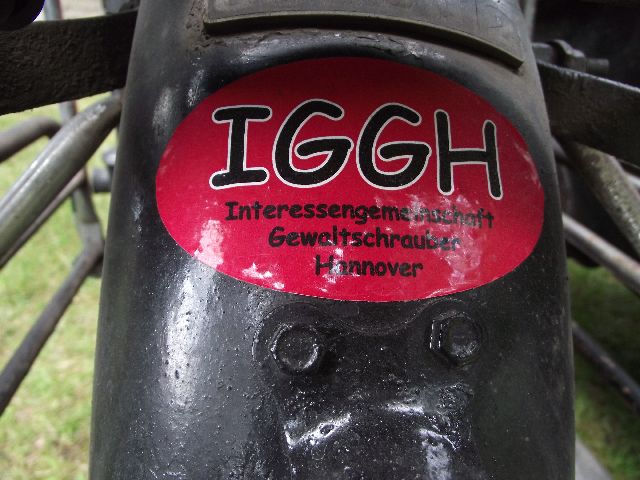 IGGH
Interessengemeinschaft
Gewaltschrauber
Hannover